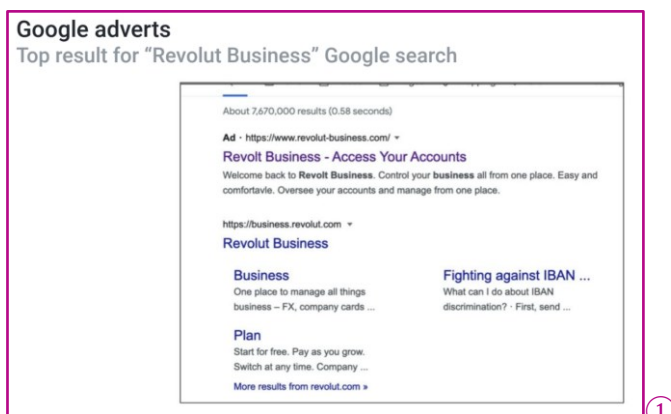 Google adverts
Top result for “Revolut Business” Google search
About 7,670,000 results (0.58 seconds)
Ad · https://www.revolut-business.com/
Revolt Business - Access Your Accounts
Welcome back to Revolt Business. Control your business all from one place. Easy and
comfortavle. Oversee your accounts and manage from one place.
https://business.revolut.com
Revolut Business
Business
One place to manage all things
business – FX, company cards ...
Fighting against IBAN ...
What can I do about IBAN
discrimination? · First, send ...
Plan
Start for free. Pay as you grow.
Switch at any time. Company ...
More results from revolut.com »
1